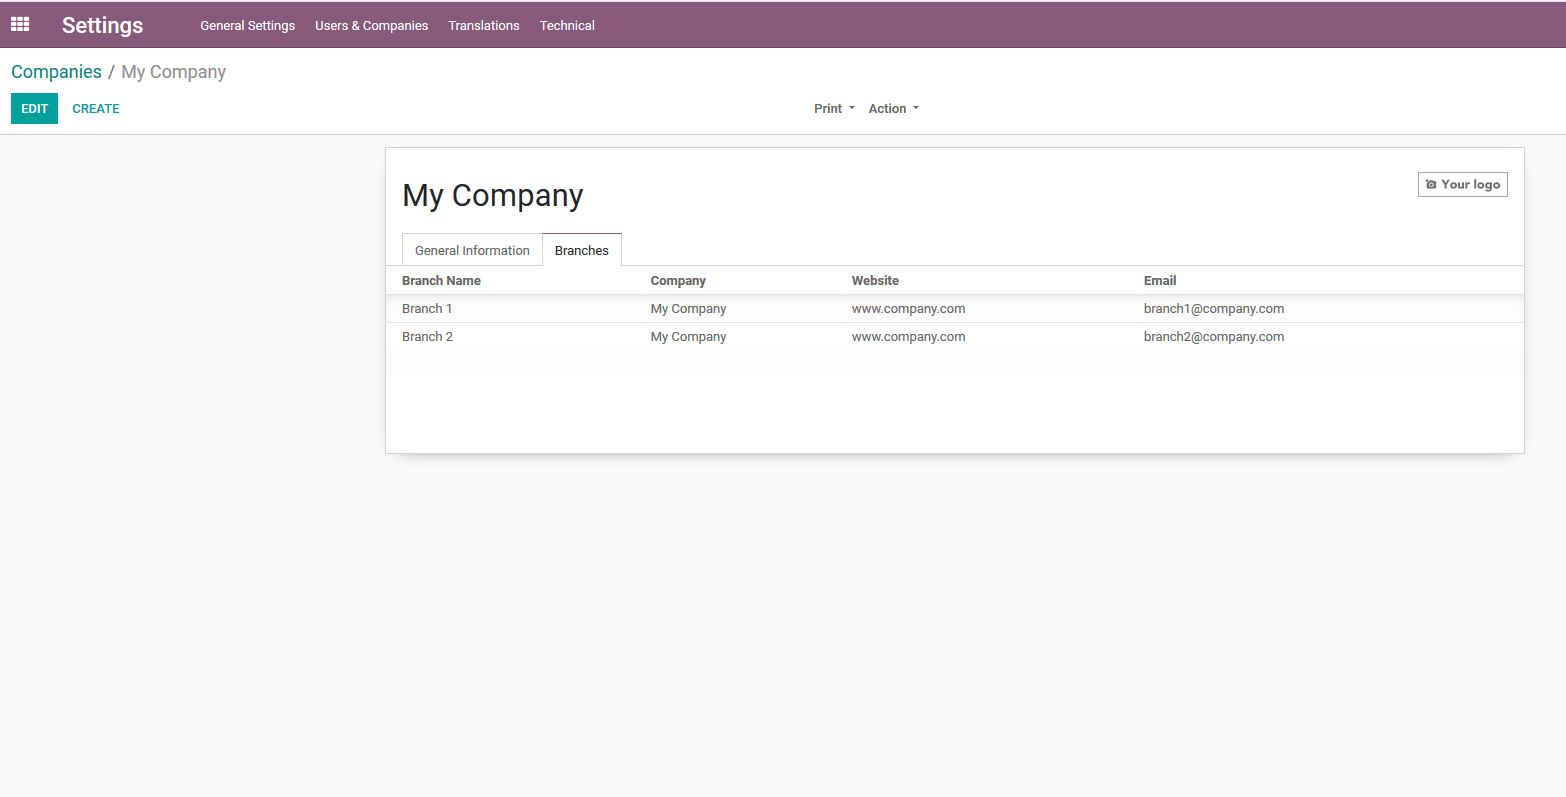 Settings General Settings Users & Companies Translations Technical
Companies / My Company
EDIT CREATE Print Action
Your logo
My Company
General Information Branches
Branch Name Company Website Email
Branch 1 My Company www.company.com branch1@company.com
Branch 2 My Company www.company.com branch2@company.com